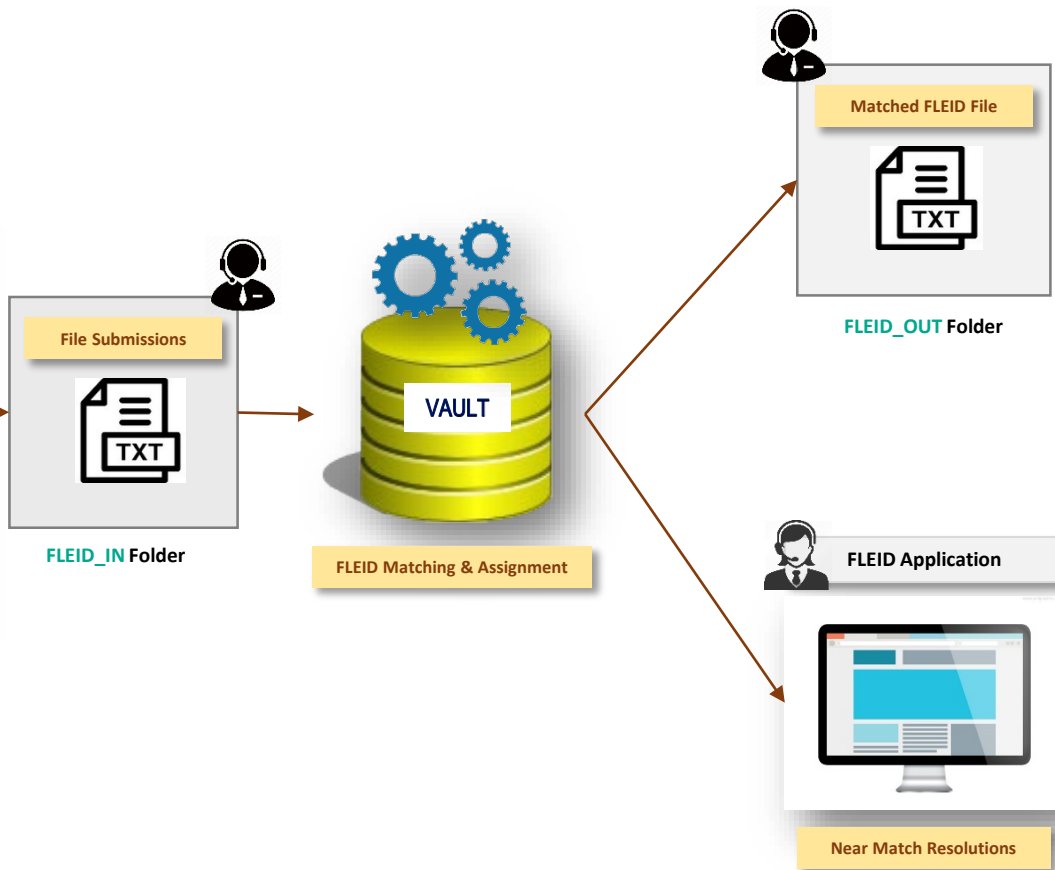 File Submissions
TXT
FLEID_IN Folder
VAULT
FLEID Matching & Assignment
Matched FLEID File
TXT
FLEID_OUT Folder
FLEID Application
Near Match Resolutions